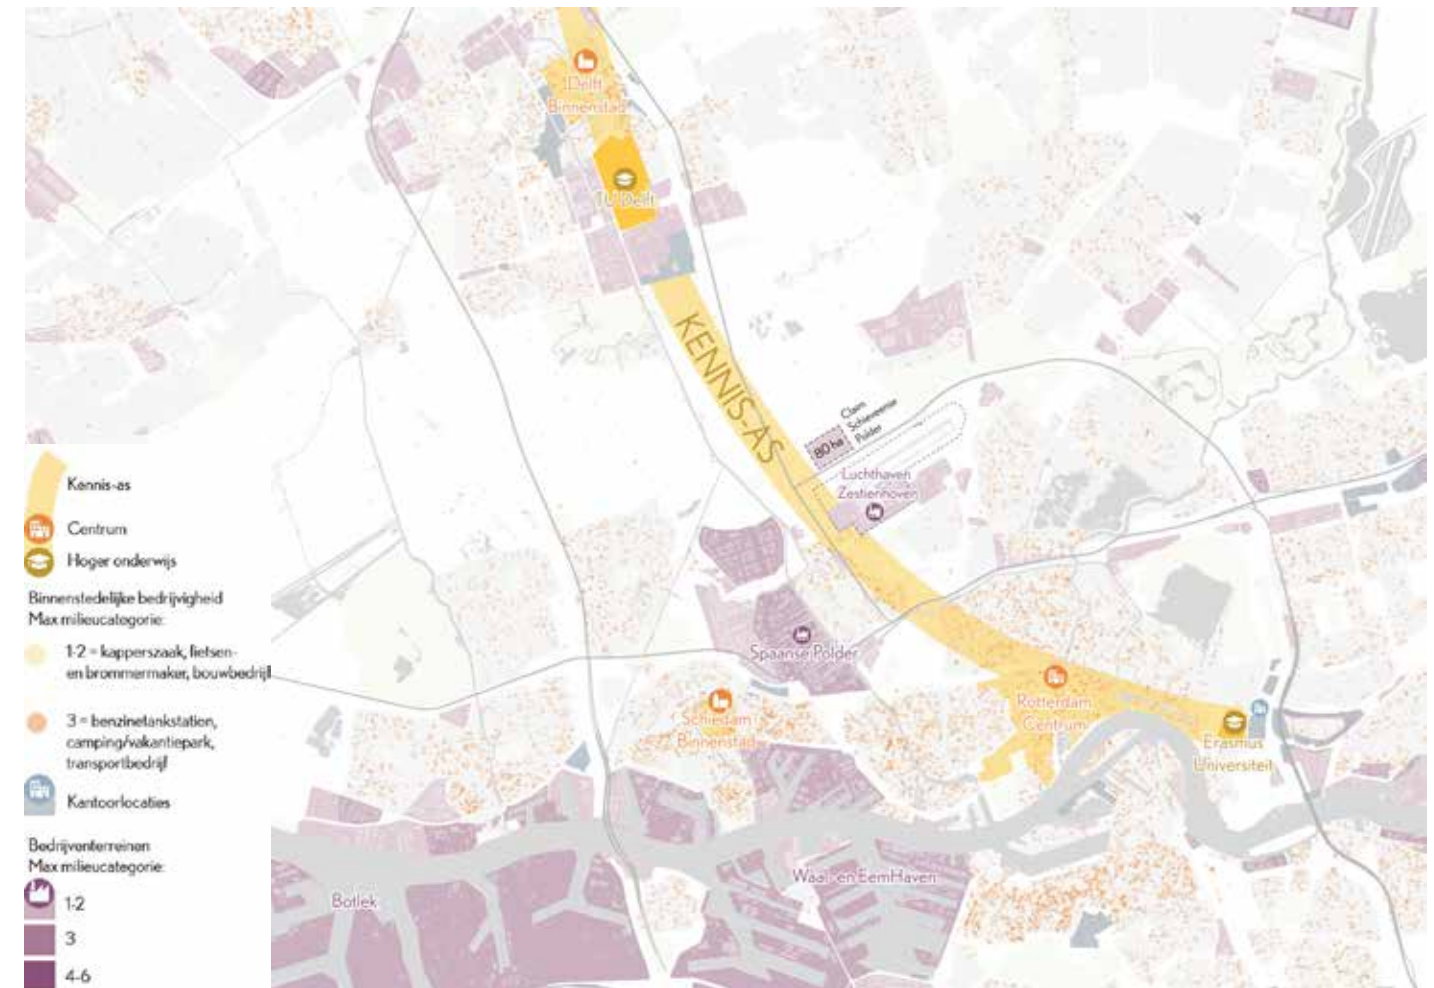 Delft
Binnenstad
TU Delft
KENNIS-AS
Claim
Schieveense
Polder
80 ha
Luchthaven
Zestienhoven
Spaanse Polder
Schiedam
Binnenstad
Rotterdam
Centrum
Erasmus
Universiteit
Botlek
Waal- en EemHaven
Kennis-as
Centrum
Hoger onderwijs
Binnenstedelijke bedrijvigheid
Max milieucategorie:
1-2 = kapperszaak, fietsen-
en brommermaker, bouwbedrijf
3 = benzinetankstation,
camping/vakantiepark,
transportbedrijf
Kantoorlocaties
Bedrijventerreinen
Max milieucategorie:
1-2
3
4-6